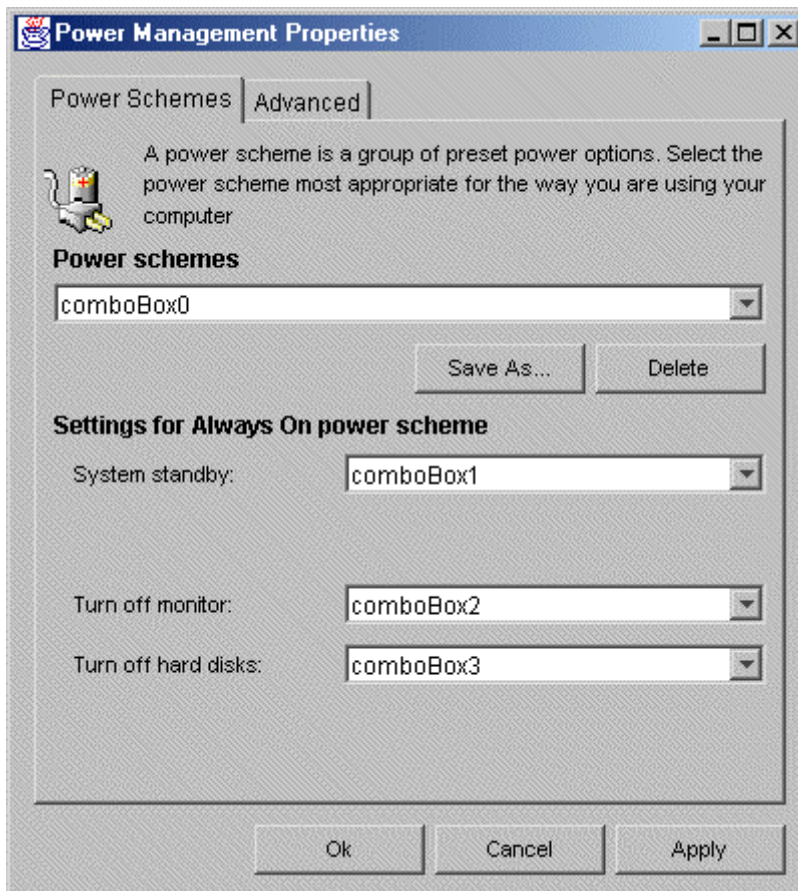 Power Management Properties
Power Schemes
Advanced
A power scheme is a group of preset power options. Select the
power scheme most appropriate for the way you are using your
computer
Power schemes
comboBox0
Save As...
Delete
Settings for Always On power scheme
System standby:
comboBox1
Turn off monitor:
comboBox2
Turn off hard disks:
comboBox3
Ok
Cancel
Apply